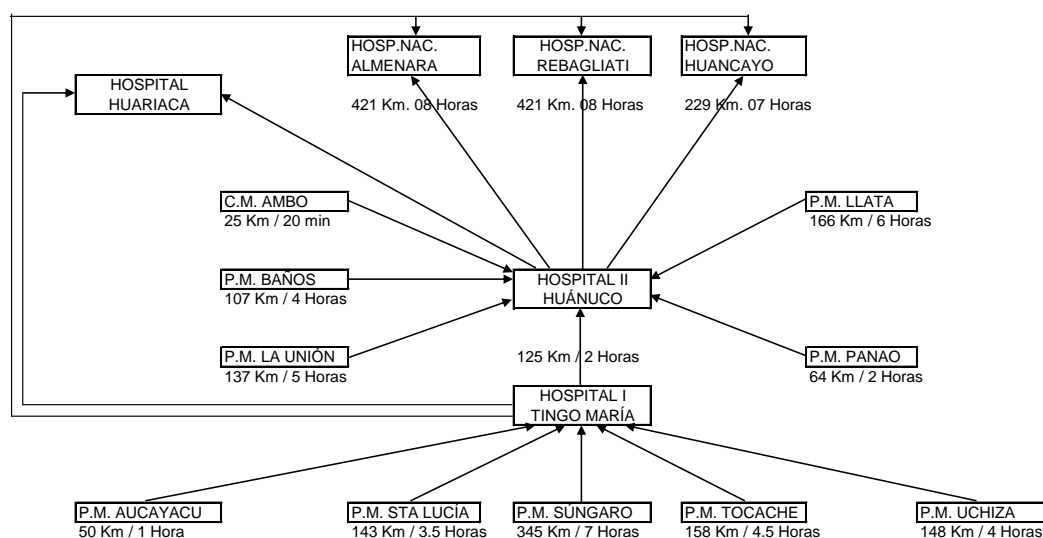 HOSP.NAC.
ALMENARA
HOSP.NAC.
REBAGLIATI
HOSP.NAC.
HUANCAYO
HOSPITAL
HUARIACA
421 Km. 08 Horas
421 Km. 08 Horas
229 Km. 07 Horas
C.M. AMBO
25 Km / 20 min
P.M. LLATA
166 Km / 6 Horas
P.M. BAÑOS
107 Km / 4 Horas
HOSPITAL II
HUÁNUCO
P.M. LA UNIÓN
137 Km / 5 Horas
125 Km / 2 Horas
P.M. PANAO
64 Km / 2 Horas
HOSPITAL I
TINGO MARÍA
P.M. AUCAYACU
50 Km / 1 Hora
P.M. STA LUCÍA
143 Km / 3.5 Horas
P.M. SÚNGARO
345 Km / 7 Horas
P.M. TOCACHE
158 Km / 4.5 Horas
P.M. UCHIZA
148 Km / 4 Horas